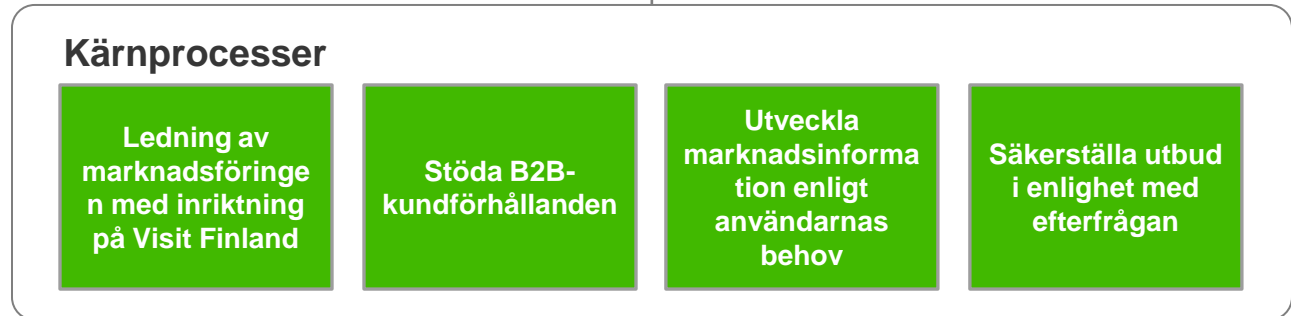 Kärnprocesser
Ledning av
marknadsföringe
n med inriktning
på Visit Finland
Stöda B2B-
kundförhållanden
Utveckla
marknadsinforma
tion enligt
användarnas
behov
Säkerställa utbud
i enlighet med
efterfrågan